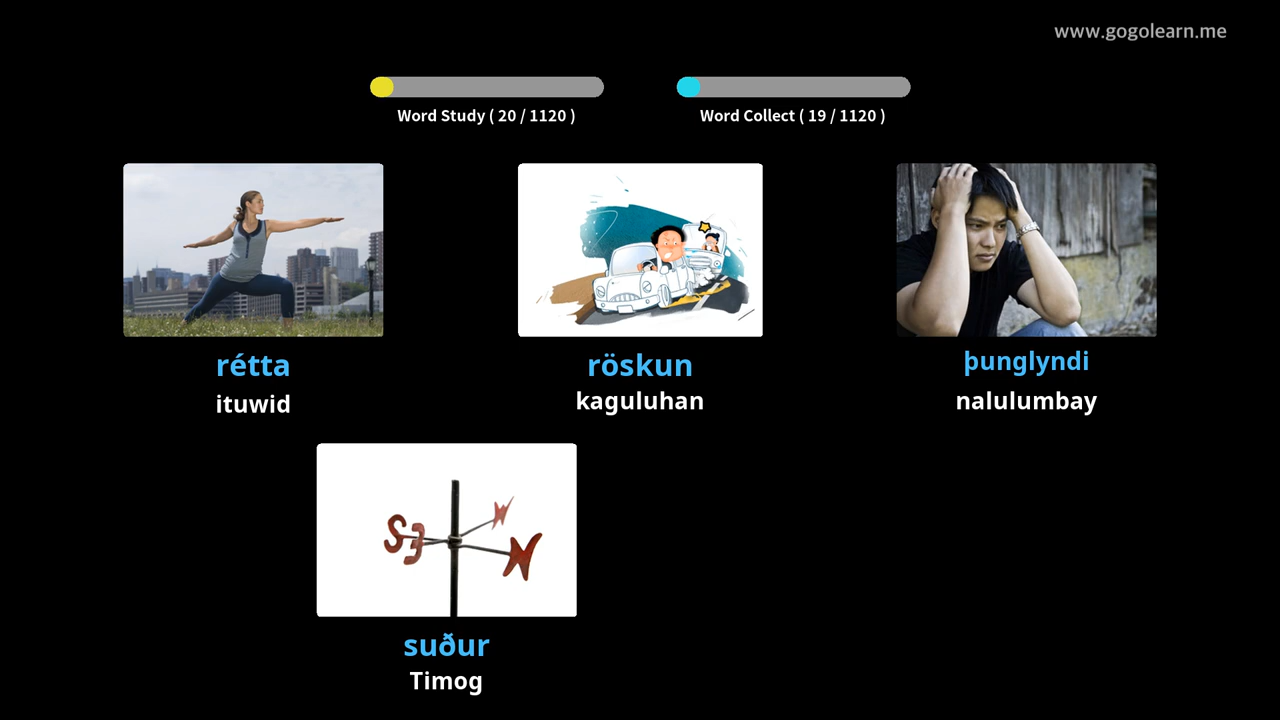 www.gogolearn.me
Word Study ( 20 / 1120 )
Word Collect ( 19 / 1120 )
rétta
ituwid
röskun
kaguluhan
þunglyndi
nalulumbay
S
E
N
suður
Timog